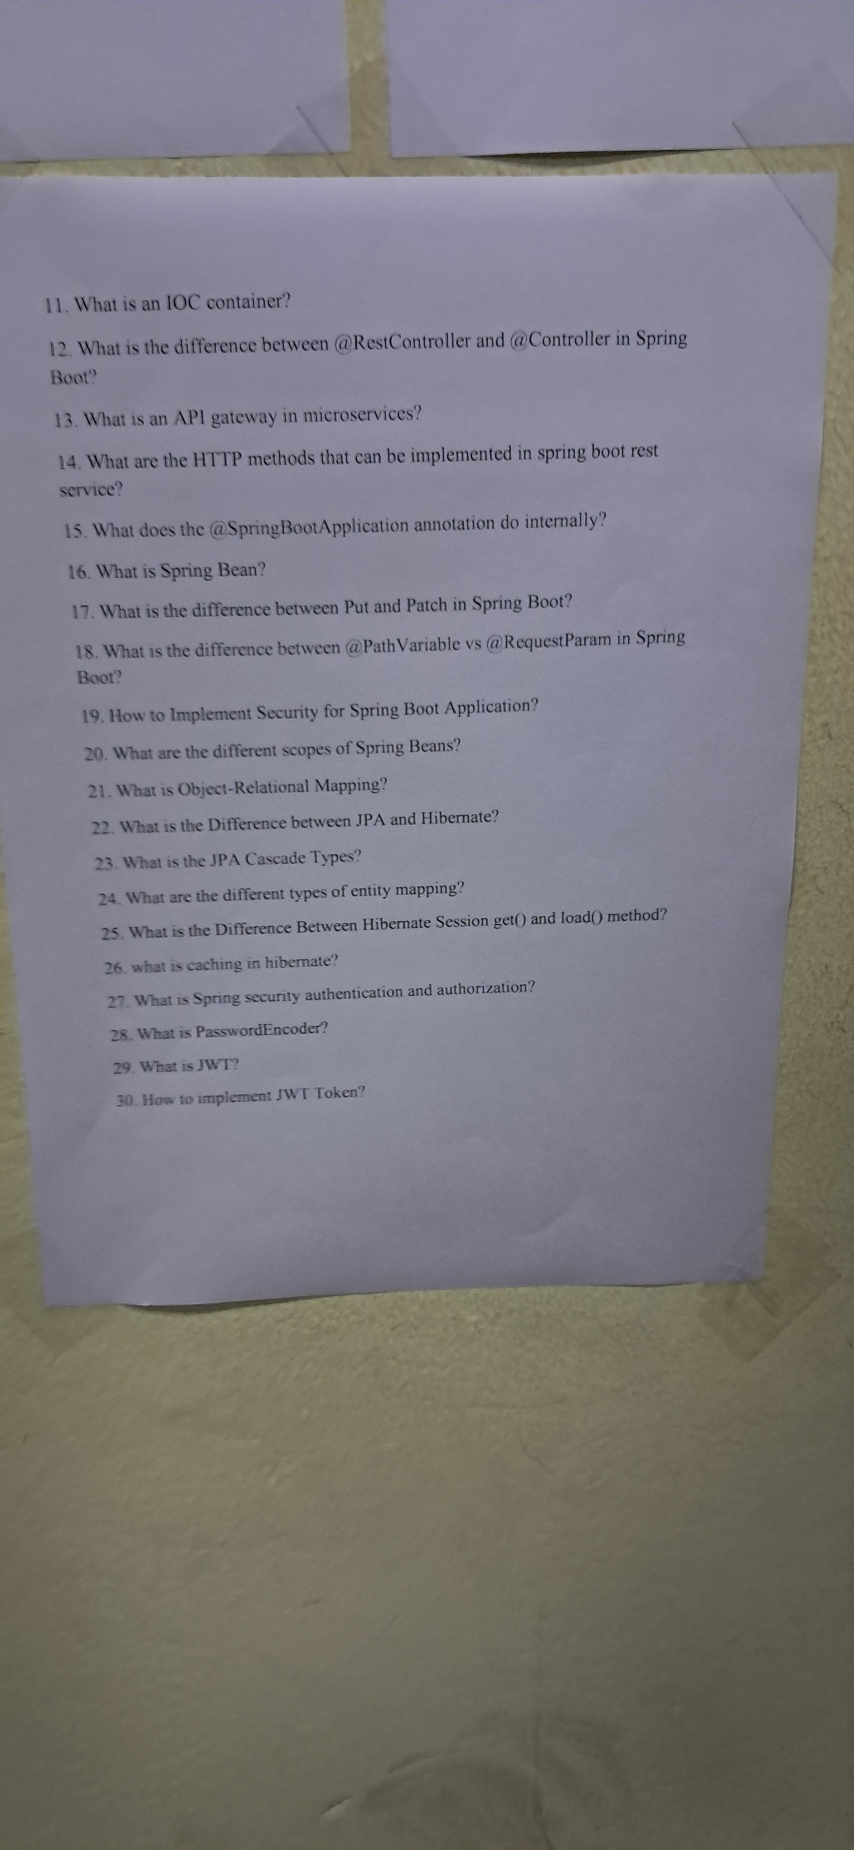 11. What is an IOC container?
12. What is the difference between @RestController and @Controller in Spring
Boot?
13. What is an API gateway in microservices?
14. What are the HTTP methods that can be implemented in spring boot rest
service?
15. What does the @SpringBootApplication annotation do internally?
16. What is Spring Bean?
17. What is the difference between Put and Patch in Spring Boot?
18. What is the difference between @PathVariable vs @RequestParam in Spring
Boot?
19. How to Implement Security for Spring Boot Application?
20. What are the different scopes of Spring Beans?
21. What is Object-Relational Mapping?
22. What is the Difference between JPA and Hibernate?
23. What is the JPA Cascade Types?
24. What are the different types of entity mapping?
25. What is the Difference Between Hibernate Session get() and load() method?
26. what is caching in hibernate?
27. What is Spring security authentication and authorization?
28. What is PasswordEncoder?
29. What is JWT?
30. How to implement JWT Token?